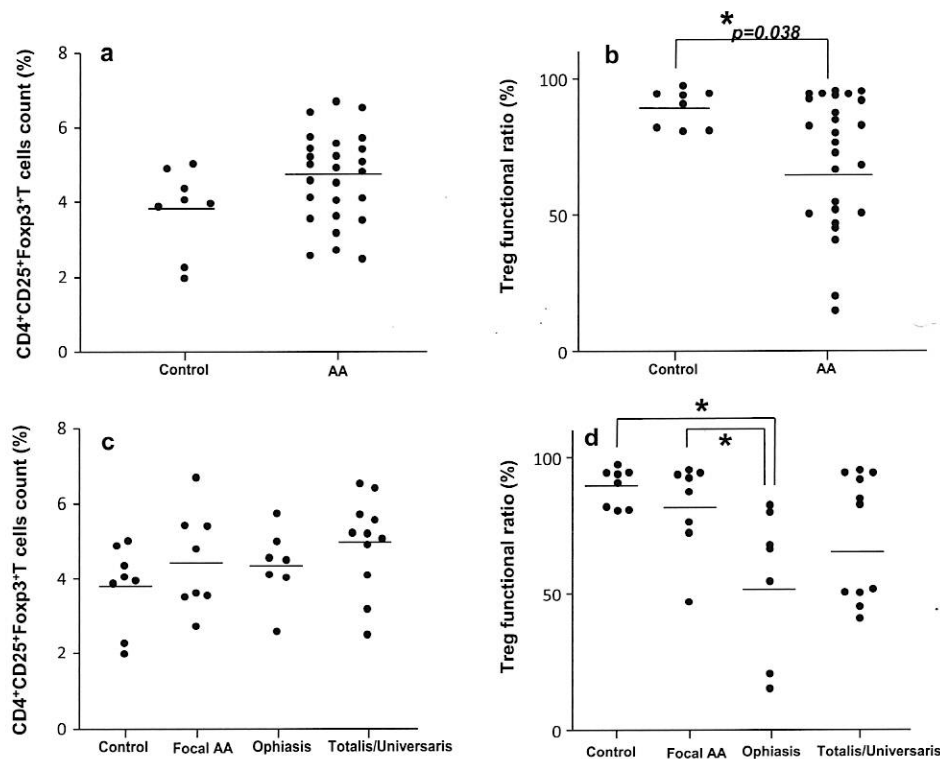 a
CD4⁺CD25⁺Foxp3⁺T cells count (%)
8
6
4
2
0
Control
AA
b
*
p=0.038
Treg functional ratio (%)
100
50
0
Control
AA
c
CD4⁺CD25⁺Foxp3⁺T cells count (%)
8
6
4
2
0
Control
Focal AA
Ophiasis
Totalis/Universaris
d
*
*
Treg functional ratio (%)
100
50
0
Control
Focal AA
Ophiasis
Totalis/Universaris